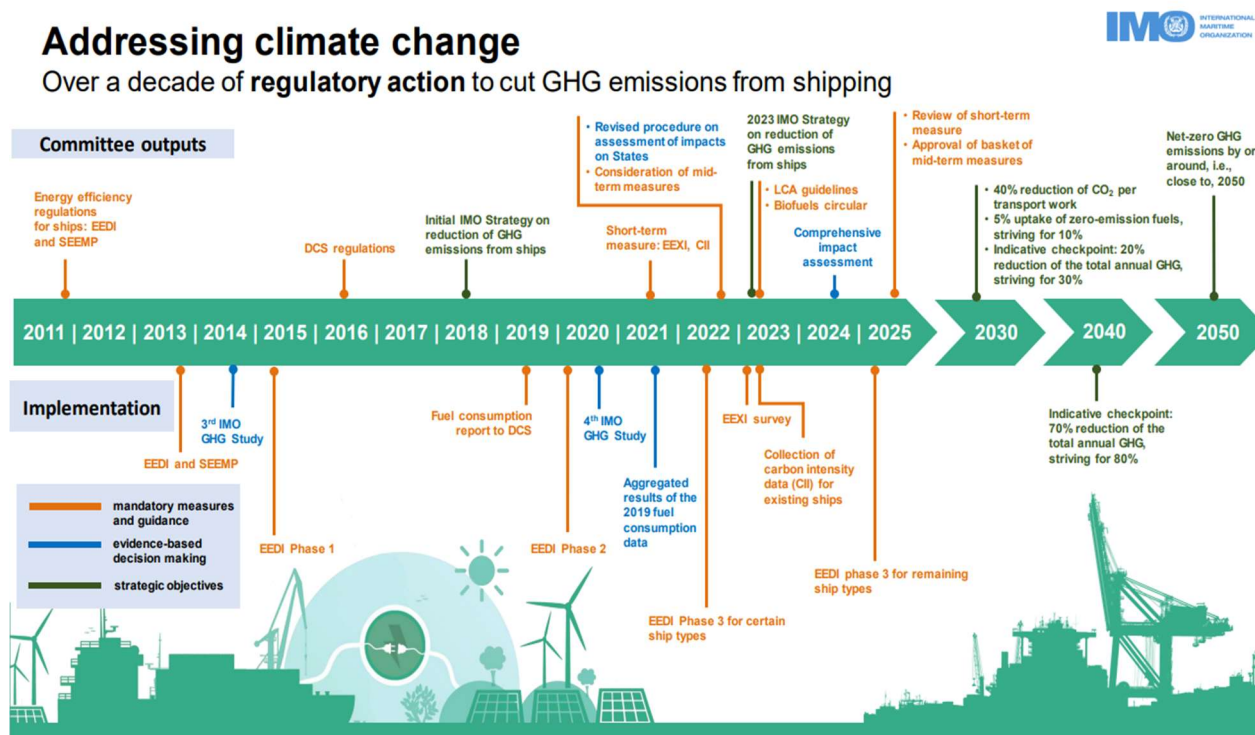 Addressing climate change
Over a decade of regulatory action to cut GHG emissions from shipping
IMO
INTERNATIONAL
MARITIME
ORGANIZATION
Committee outputs
Energy efficiency
regulations
for ships: EEDI
and SEEMP
DCS regulations
Initial IMO Strategy on
reduction of GHG
emissions from ships
• Revised procedure on
assessment of impacts
on States
• Consideration of mid-
term measures
Short-term
measure: EEXI, CII
2023 IMO Strategy
on reduction of
GHG emissions
from ships
• LCA guidelines
• Biofuels circular
Comprehensive
impact
assessment
• Review of short-term
measure
• Approval of basket of
mid-term measures
• 40% reduction of CO₂ per
transport work
• 5% uptake of zero-emission fuels,
striving for 10%
• Indicative checkpoint: 20%
reduction of the total annual GHG,
striving for 30%
Net-zero GHG
emissions by or
around, i.e.,
close to, 2050
2011 | 2012 | 2013 | 2014 | 2015 | 2016 | 2017 | 2018 | 2019 | 2020 | 2021 | 2022 | 2023 | 2024 | 2025
2030
2040
2050
Implementation
EEDI and SEEMP
3rd IMO
GHG Study
EEDI Phase 1
Fuel consumption
report to DCS
EEDI Phase 2
4th IMO
GHG Study
Aggregated
results of the
2019 fuel
consumption
data
EEDI Phase 3 for certain
ship types
EEXI survey
Collection of
carbon intensity
data (CII) for
existing ships
EEDI phase 3 for remaining
ship types
Indicative checkpoint:
70% reduction of the
total annual GHG,
striving for 80%
mandatory measures
and guidance
evidence-based
decision making
strategic objectives